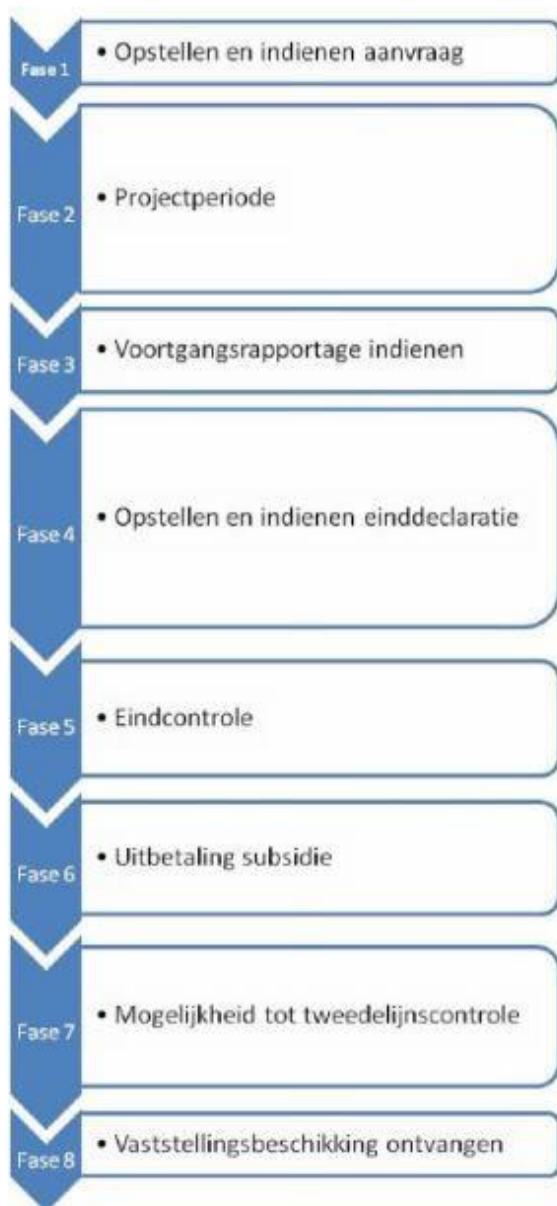 Fase 1
• Opstellen en indienen aanvraag
Fase 2
• Projectperiode
Fase 3
• Voortgangsrapportage indienen
Fase 4
• Opstellen en indienen einddeclaratie
Fase 5
• Eindcontrole
Fase 6
• Uitbetaling subsidie
Fase 7
• Mogelijkheid tot tweedelijnscontrole
Fase 8
• Vaststellingsbeschikking ontvangen